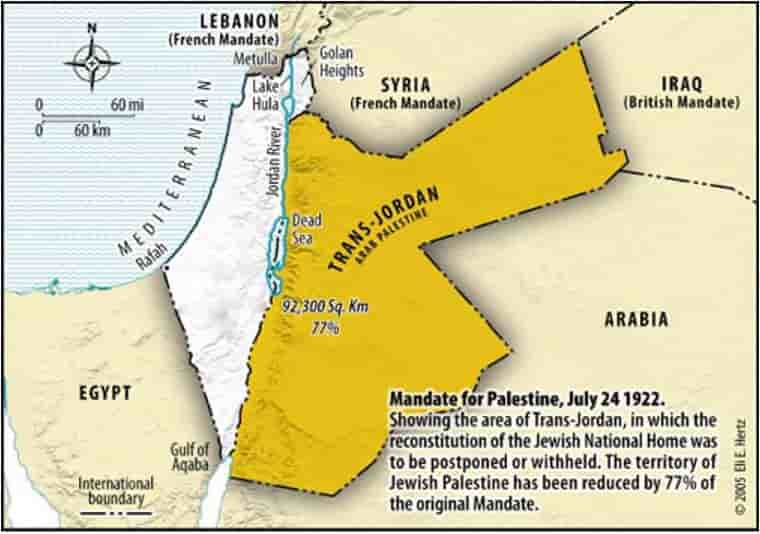 LEBANON
(French Mandate)
Metulla
Golan
Heights
Lake
Hula
SYRIA
(French Mandate)
IRAQ
(British Mandate)
N
0 60 mi
0 60 km
MEDITERRANEAN
Jordan River
TRANS-JORDAN
ARAB PALESTINE
Dead
Sea
Rafah
92,300 Sq. Km
77%
ARABIA
EGYPT
Gulf of
Aqaba
International
boundary
Mandate for Palestine, July 24 1922.
Showing the area of Trans-Jordan, in which the
reconstitution of the Jewish National Home was
to be postponed or withheld. The territory of
Jewish Palestine has been reduced by 77% of
the original Mandate.
© 2005 Eli E. Hertz